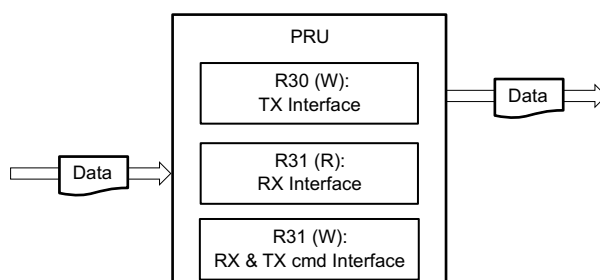 PRU
R30 (W):
TX Interface
Data
R31 (R):
RX Interface
Data
R31 (W):
RX & TX cmd Interface